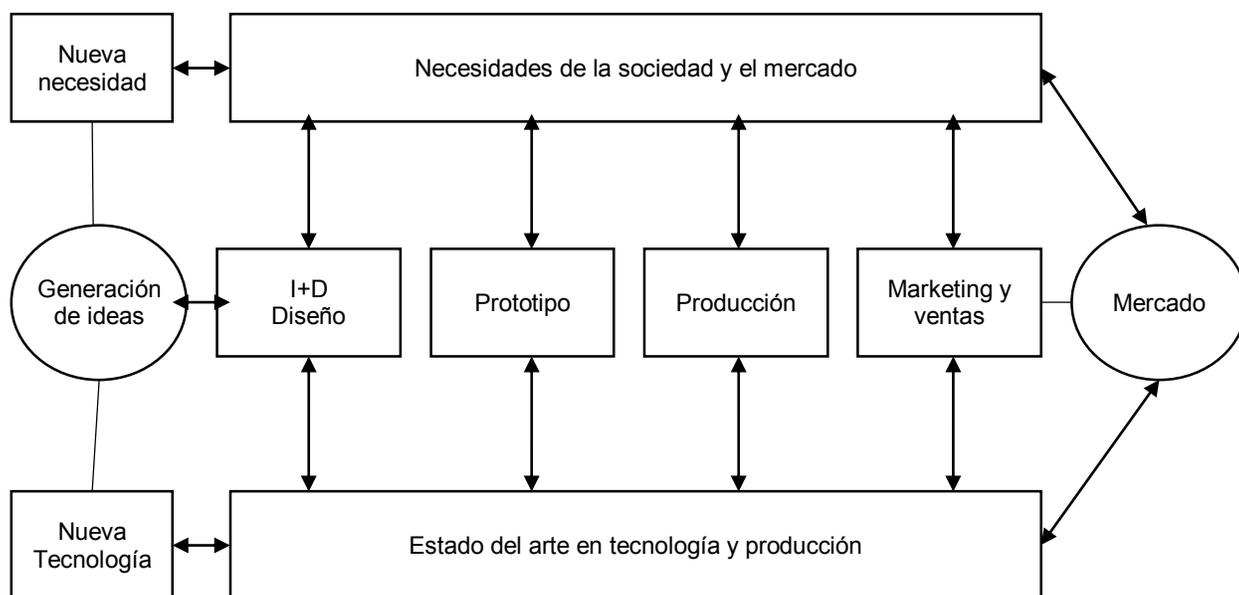 Nueva
necesidad
Necesidades de la sociedad y el mercado
Generación
de ideas
I+D
Diseño
Prototipo
Producción
Marketing y
ventas
Mercado
Nueva
Tecnología
Estado del arte en tecnología y producción